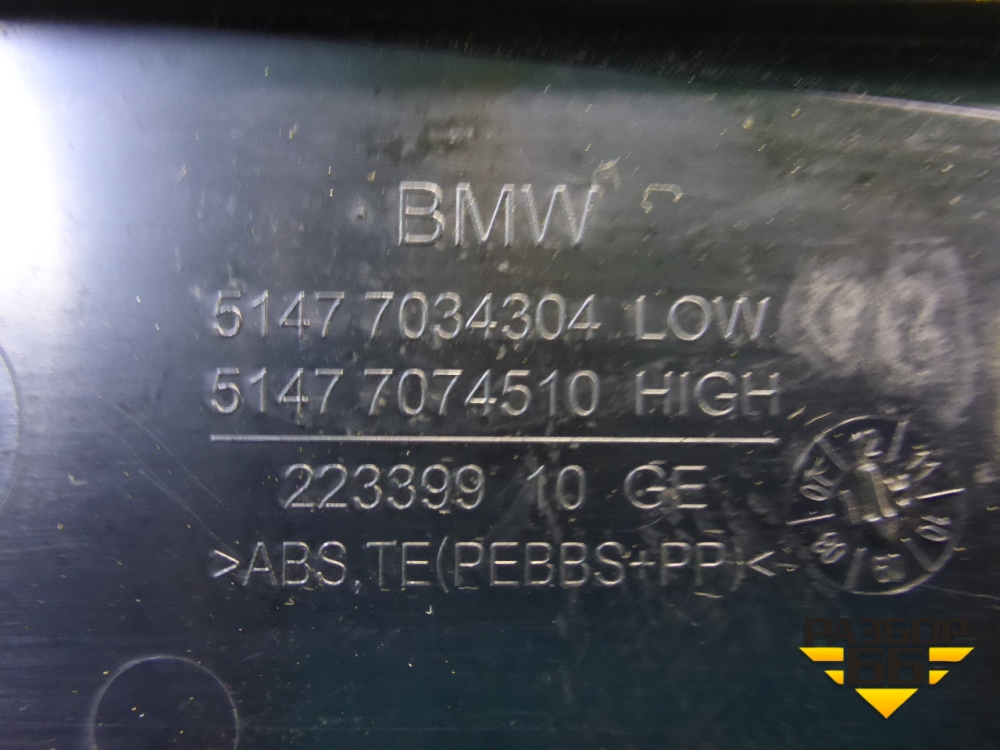 BMW
5147 7034304 LOW
5147 7074510 HIGH
223399 10 GE
>ABS,TE(PEBBS+PP)<
РАЗБОР
66